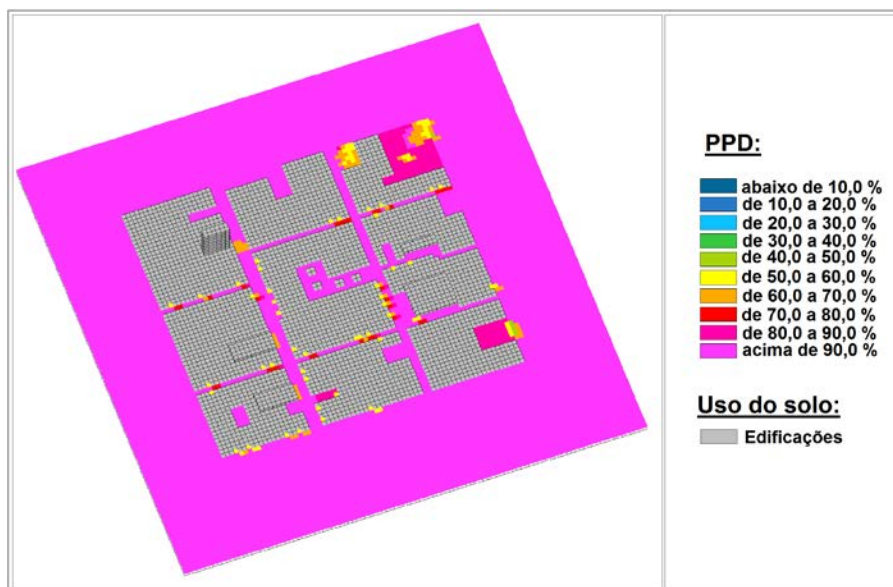 PPD:
abaixo de 10,0 %
de 10,0 a 20,0 %
de 20,0 a 30,0 %
de 30,0 a 40,0 %
de 40,0 a 50,0 %
de 50,0 a 60,0 %
de 60,0 a 70,0 %
de 70,0 a 80,0 %
de 80,0 a 90,0 %
acima de 90,0 %
Uso do solo:
Edificações